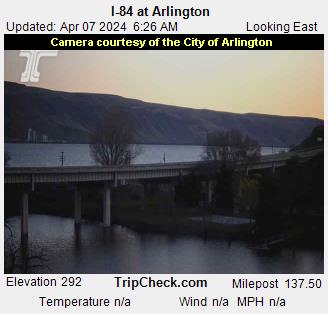 I-84 at Arlington
Updated: Apr 07 2024 6:26 AM Looking East
Camera courtesy of the City of Arlington
Elevation 292 TripCheck.com Milepost 137.50
Temperature n/a Wind n/a MPH n/a